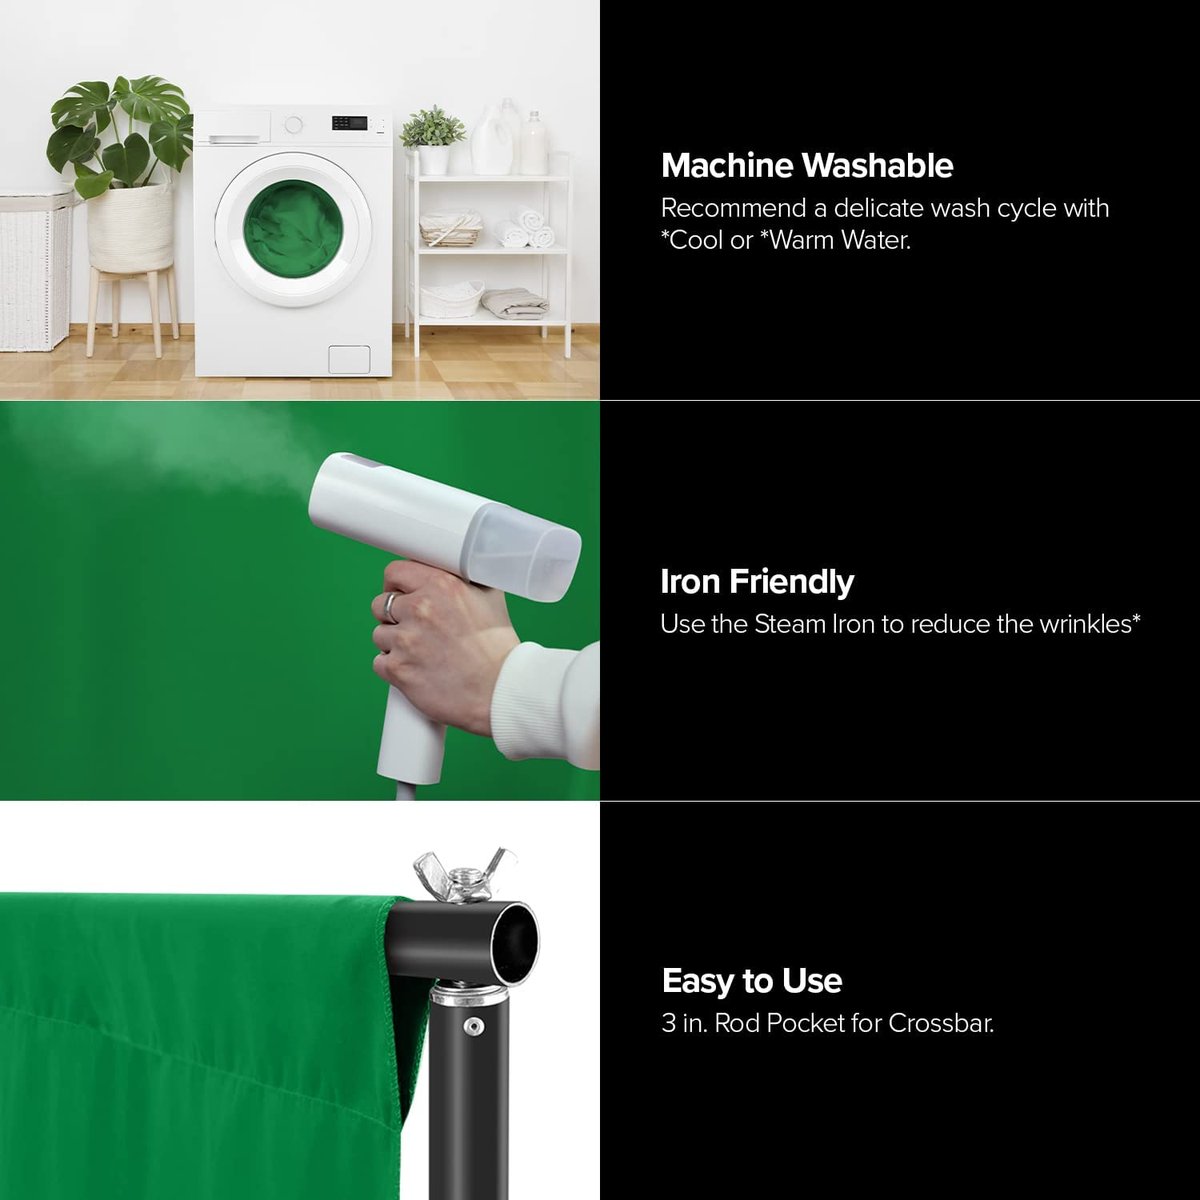 Machine Washable
Recommend a delicate wash cycle with
*Cool or *Warm Water.
Iron Friendly
Use the Steam Iron to reduce the wrinkles*
Easy to Use
3 in. Rod Pocket for Crossbar.